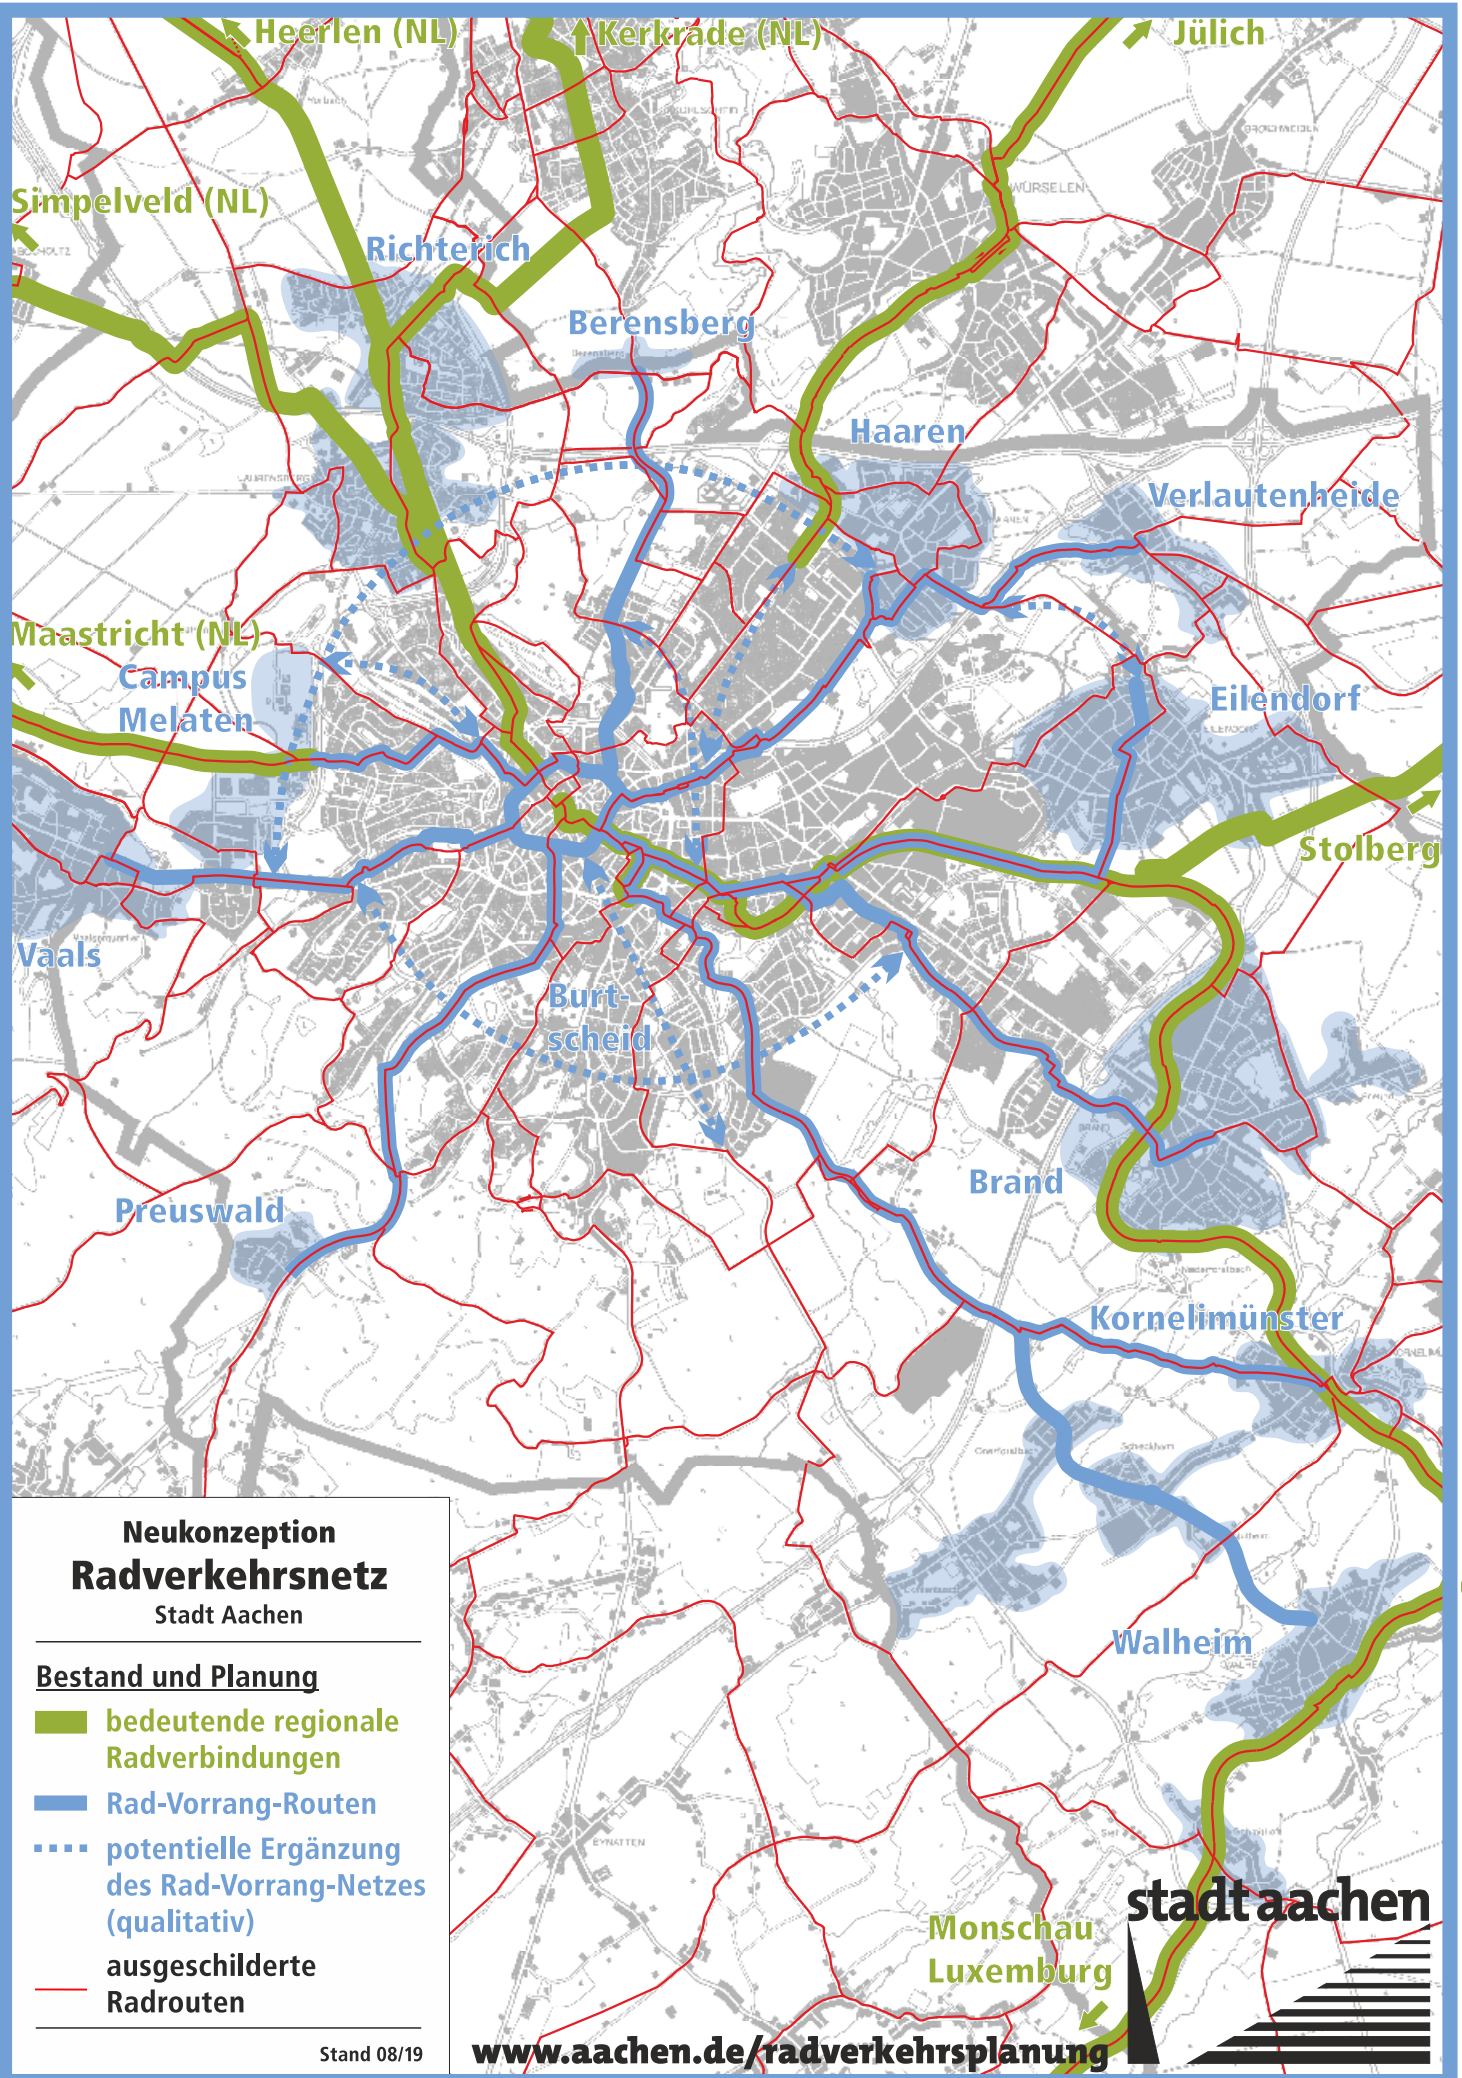 Heerlen (NL)
Kerkrade (NL)
Jülich
Simpelveld (NL)
WÜRSELEN
Richterich
Berensberg
Haaren
Verlautenheide
Maastricht (NL)
Campus
Melaten
Eilendorf
Stolberg
Vaals
Burt-
scheid
BRAND
Brand
Preuswald
Kornelimünster
Walheim
EYNATTEN
Monschau
Luxemburg
Neukonzeption
Radverkehrsnetz
Stadt Aachen
Bestand und Planung
bedeutende regionale
Radverbindungen
Rad-Vorrang-Routen
potentielle Ergänzung
des Rad-Vorrang-Netzes
(qualitativ)
ausgeschilderte
Radrouten
Stand 08/19
www.aachen.de/radverkehrsplanung
stadt aachen